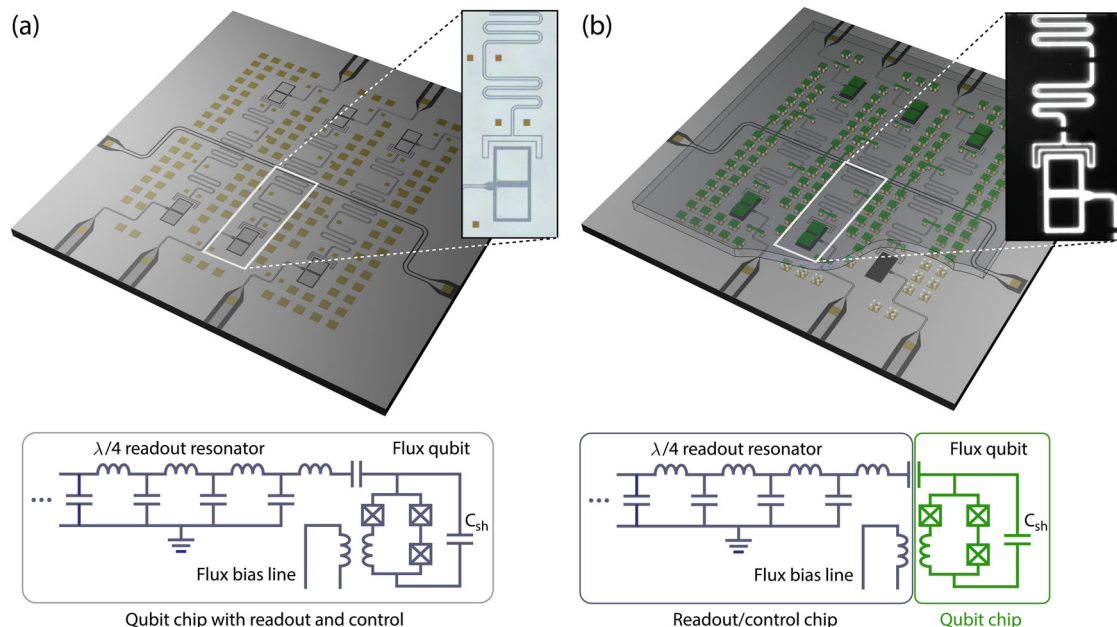 (a)
(b)
λ/4 readout resonator
Flux qubit
...
C_sh
Flux bias line
Qubit chip with readout and control
λ/4 readout resonator
Flux qubit
...
C_sh
Flux bias line
Readout/control chip
Qubit chip